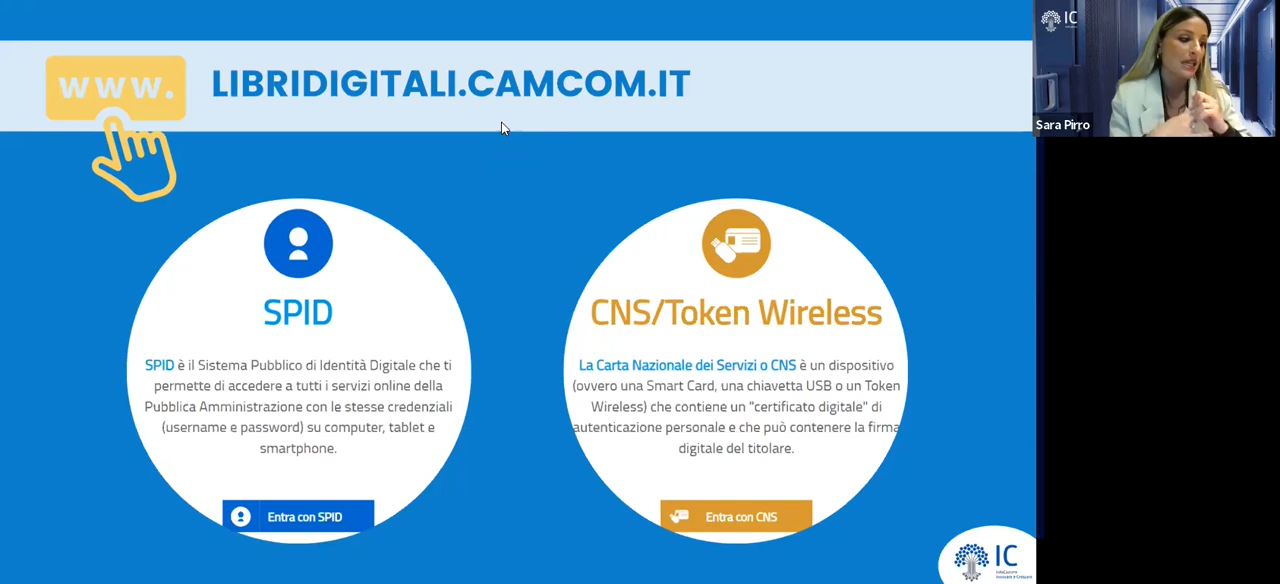 www.
LIBRIDIGITALI.CAMCOM.IT
IC
Sara Pirro
SPID
SPID è il Sistema Pubblico di Identità Digitale che ti
permette di accedere a tutti i servizi online della
Pubblica Amministrazione con le stesse credenziali
(username e password) su computer, tablet e
smartphone.
Entra con SPID
CNS/Token Wireless
La Carta Nazionale dei Servizi o CNS è un dispositivo
(ovvero una Smart Card, una chiavetta USB o un Token
Wireless) che contiene un "certificato digitale" di
autenticazione personale e che può contenere la firma
digitale del titolare.
Entra con CNS
IC
InfoCamere
Innovare e Crescere